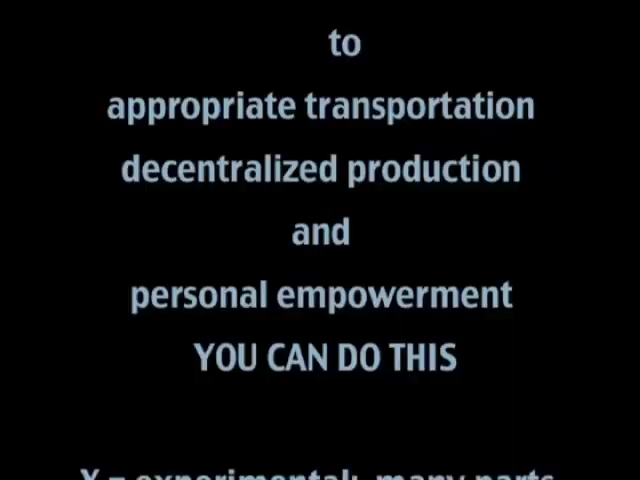 to
appropriate transportation
decentralized production
and
personal empowerment
YOU CAN DO THIS
X = experimental: many parts